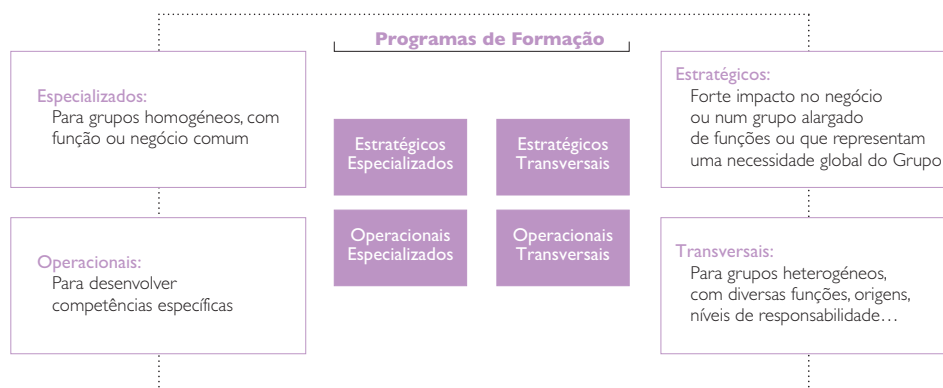 Programas de Formação
Especializados:
Para grupos homogéneos, com
função ou negócio comum
Operacionais:
Para desenvolver
competências específicas
Estratégicos
Especializados
Estratégicos
Transversais
Operacionais
Especializados
Operacionais
Transversais
Estratégicos:
Forte impacto no negócio
ou num grupo alargado
de funções ou que representam
uma necessidade global do Grupo
Transversais:
Para grupos heterogéneos,
com diversas funções, origens,
níveis de responsabilidade…